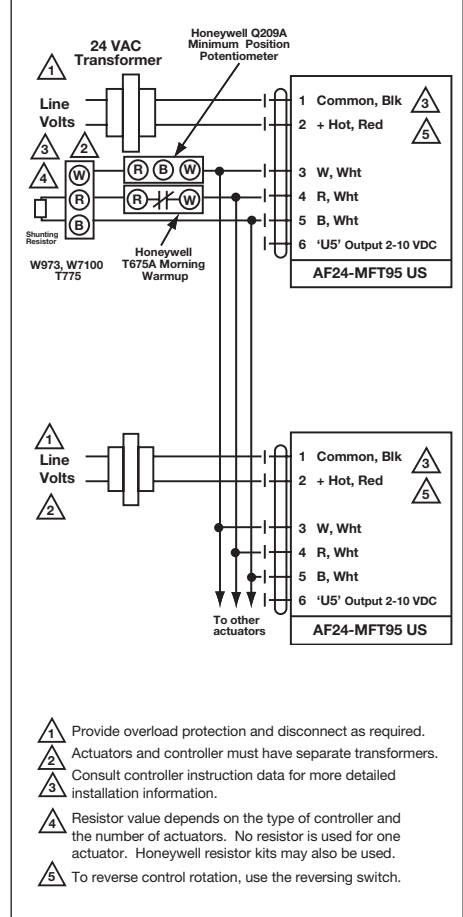 Honeywell Q209A
Minimum Position
Potentiometer
24 VAC
Transformer
1
Line
Volts
1 Common, Blk
3
2 + Hot, Red
5
3
2
4
W
R
B
W
3 W, Wht
R
R
W
4 R, Wht
B
5 B, Wht
Shunting
Resistor
6 ‘U5’ Output 2-10 VDC
W973, W7100
T775
Honeywell
T675A Morning
Warmup
AF24-MFT95 US
1
Line
Volts
2
1 Common, Blk
3
2 + Hot, Red
5
3 W, Wht
4 R, Wht
5 B, Wht
6 ‘U5’ Output 2-10 VDC
To other
actuators
AF24-MFT95 US
1 Provide overload protection and disconnect as required.
2 Actuators and controller must have separate transformers.
3 Consult controller instruction data for more detailed
installation information.
4 Resistor value depends on the type of controller and
the number of actuators. No resistor is used for one
actuator. Honeywell resistor kits may also be used.
5 To reverse control rotation, use the reversing switch.